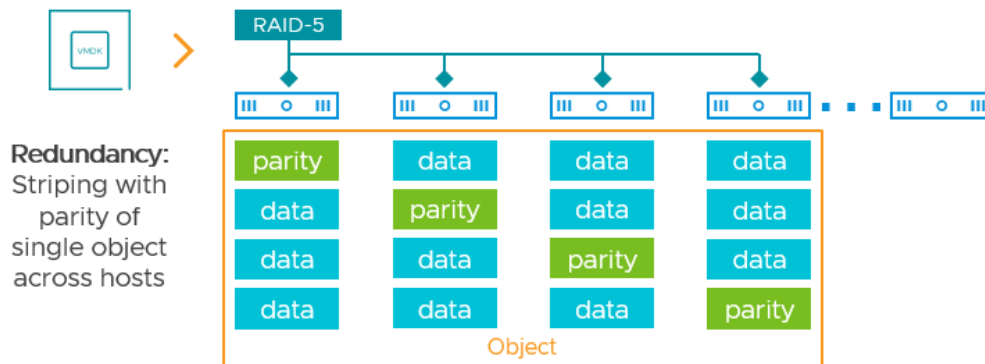 RAID-5
VMDK
Redundancy:
Striping with
parity of
single object
across hosts
parity data data data
data parity data data
data data parity data
data data data parity
Object